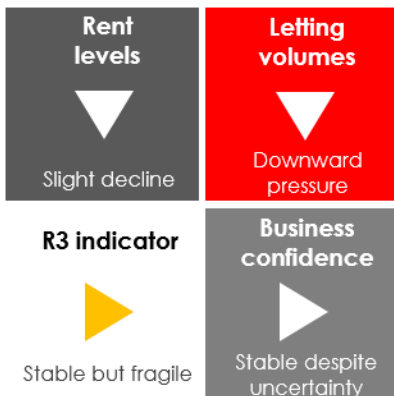 Rent
levels
Slight decline
Letting
volumes
Downward
pressure
R3 indicator
Stable but fragile
Business
confidence
Stable despite
uncertainty